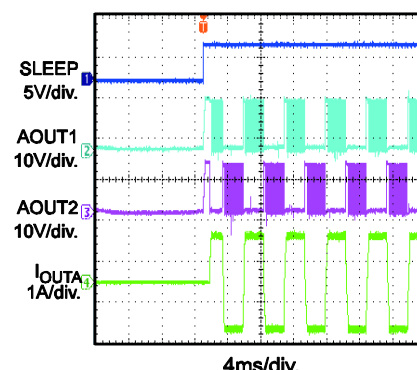 T
SLEEP
5V/div.
1
AOUT1
10V/div.
2
AOUT2
10V/div.
3
IOUTA
1A/div.
4
4ms/div.